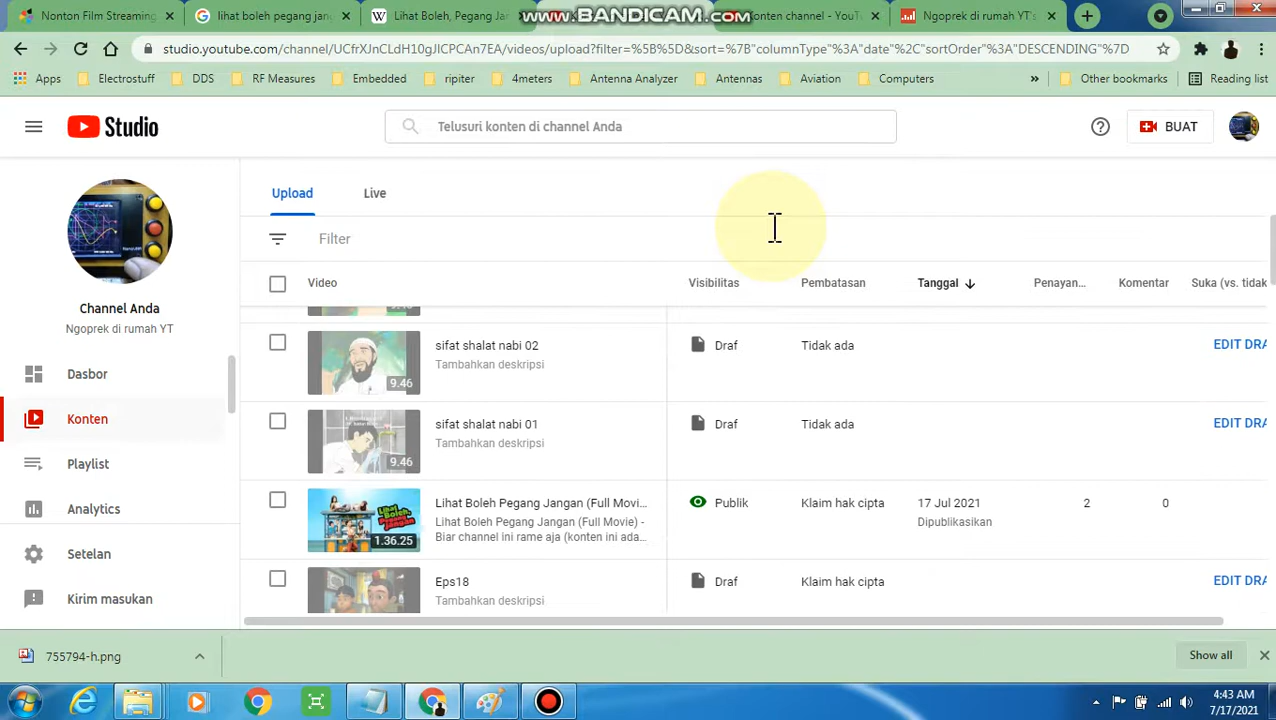 Nonton Film Streaming
lihat boleh pegang jan
Lihat Boleh, Pegang Jan
www.BANDICAM.com
Konten channel - YouT
Ngoprek di rumah YT's
studio.youtube.com/channel/UCfrXJnCLdH10gJICPCAn7EA/videos/upload?filter=%5B%5D&sort=%7B"columnType"%3A"date"%2C"sortOrder"%3A"DESCENDING"%7D
Apps Electrostuff DDS RF Measures Embedded ripiter 4meters Antenna Analyzer Antennas Aviation Computers » Other bookmarks Reading list
Studio
Telusuri konten di channel Anda
BUAT
Upload Live
Filter
Video Visibilitas Pembatasan Tanggal Penayan... Komentar Suka (vs. tidak
Channel Anda
Ngoprek di rumah YT
Dasbor
Konten
Playlist
Analytics
Setelan
Kirim masukan
sifat shalat nabi 02 Draf Tidak ada EDIT DRA
Tambahkan deskripsi
9.46
sifat shalat nabi 01 Draf Tidak ada EDIT DRA
Tambahkan deskripsi
9.46
Lihat Boleh Pegang Jangan (Full Movi... Publik Klaim hak cipta 17 Jul 2021 2 0
Lihat Boleh Pegang Jangan (Full Movie) - Dipublikasikan
Biar channel ini rame aja (konten ini ada...
Lihat Boleh,
Pegang
Jangan
1.36.25
Eps18 Draf Klaim hak cipta EDIT DRA
Tambahkan deskripsi
755794-h.png
Show all
4:43 AM
7/17/2021